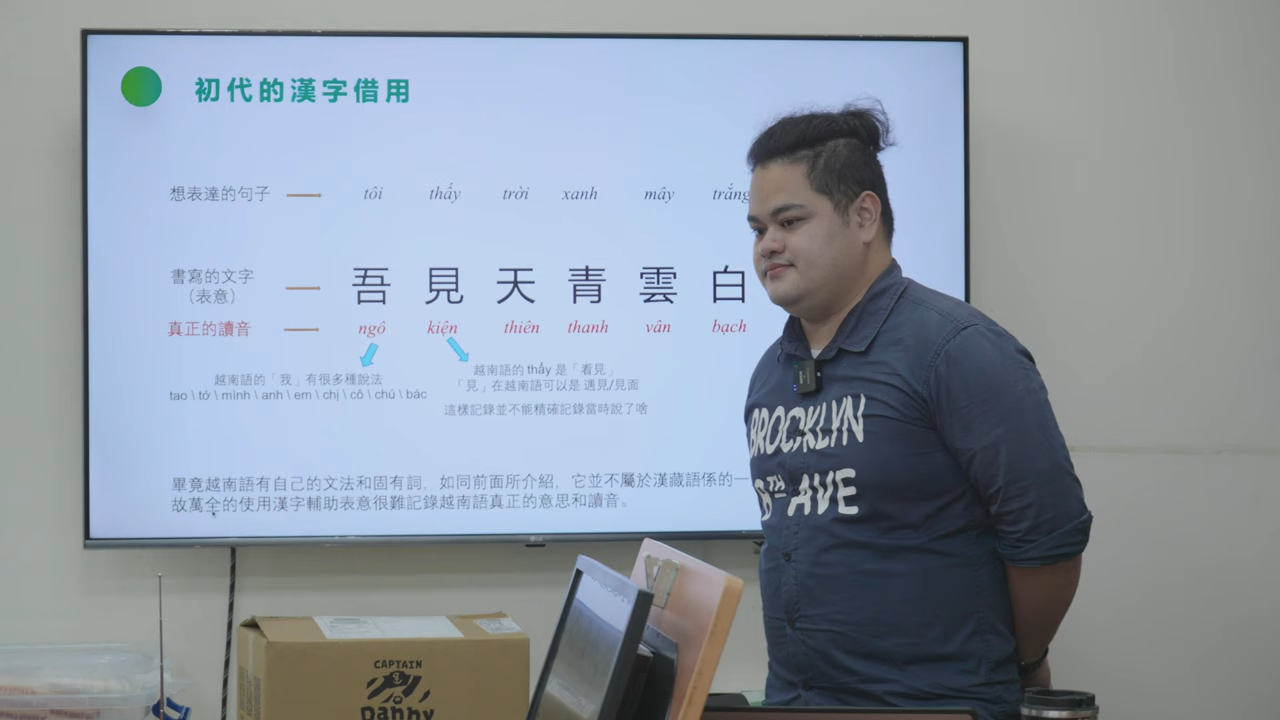 初代的漢字借用
想表達的句子 tôi thấy trời xanh mây trắng
書寫的文字
（表意）
吾 見 天 青 雲 白
真正的讀音 ngô kiện thiên thanh vân bạch
越南語的「我」有很多種說法
tao \ tớ \ mình \ anh \ em \ chị \ cô \ chú \ bác
越南語的 thấy 是「看見」
「見」在越南語可以是 遇見/見面
這樣記錄並不能精確記錄當時說了啥
畢竟越南語有自己的文法和固有詞，如同前面所介紹，它並不屬於漢藏語係的一
故萬全的使用漢字輔助表意很難記錄越南語真正的意思和讀音。
LG
BROOKLYN
8TH AVE
CAPTAIN
Danny